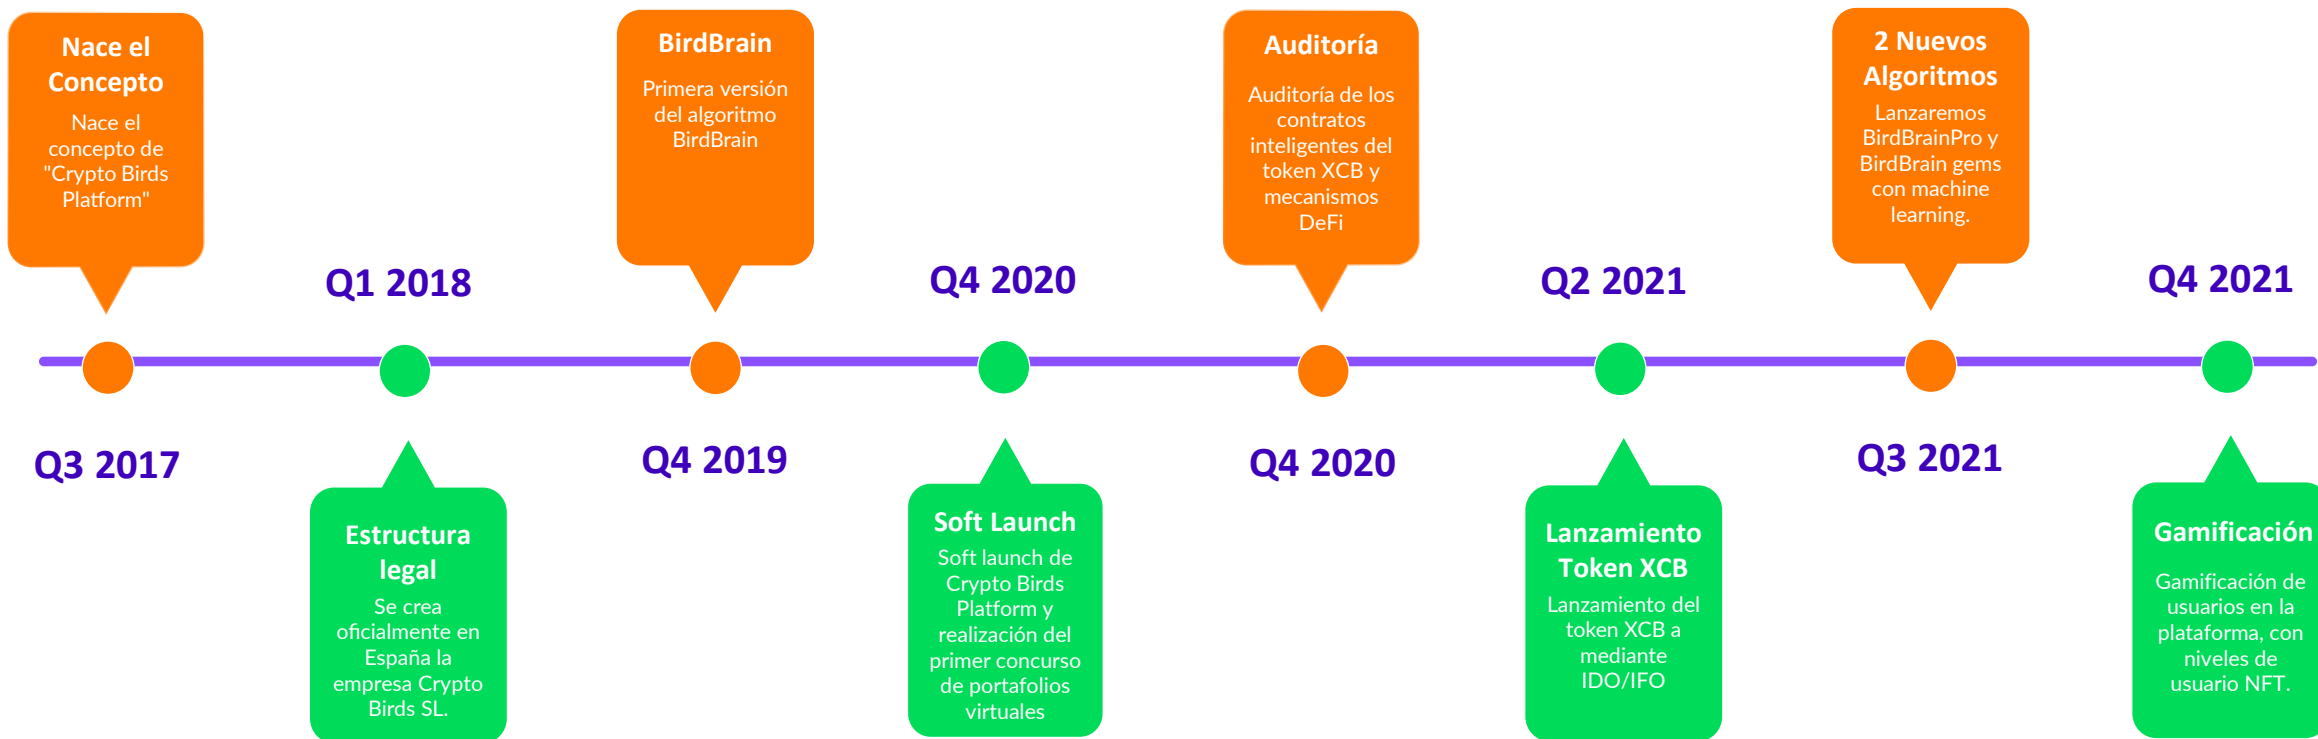 Nace el
Concepto
Nace el
concepto de
"Crypto Birds
Platform"
Q3 2017
Q1 2018
Estructura
legal
Se crea
oficialmente en
España la
empresa Crypto
Birds SL.
BirdBrain
Primera versión
del algoritmo
BirdBrain
Q4 2019
Q4 2020
Soft Launch
Soft launch de
Crypto Birds
Platform y
realización del
primer concurso
de portafolios
virtuales
Auditoría
Auditoría de los
contratos
inteligentes del
token XCB y
mecanismos
DeFi
Q4 2020
Q2 2021
Lanzamiento
Token XCB
Lanzamiento del
token XCB a
mediante
IDO/IFO
2 Nuevos
Algoritmos
Lanzaremos
BirdBrainPro y
BirdBrain gems
con machine
learning.
Q3 2021
Q4 2021
Gamificación
Gamificación de
usuarios en la
plataforma, con
niveles de
usuario NFT.